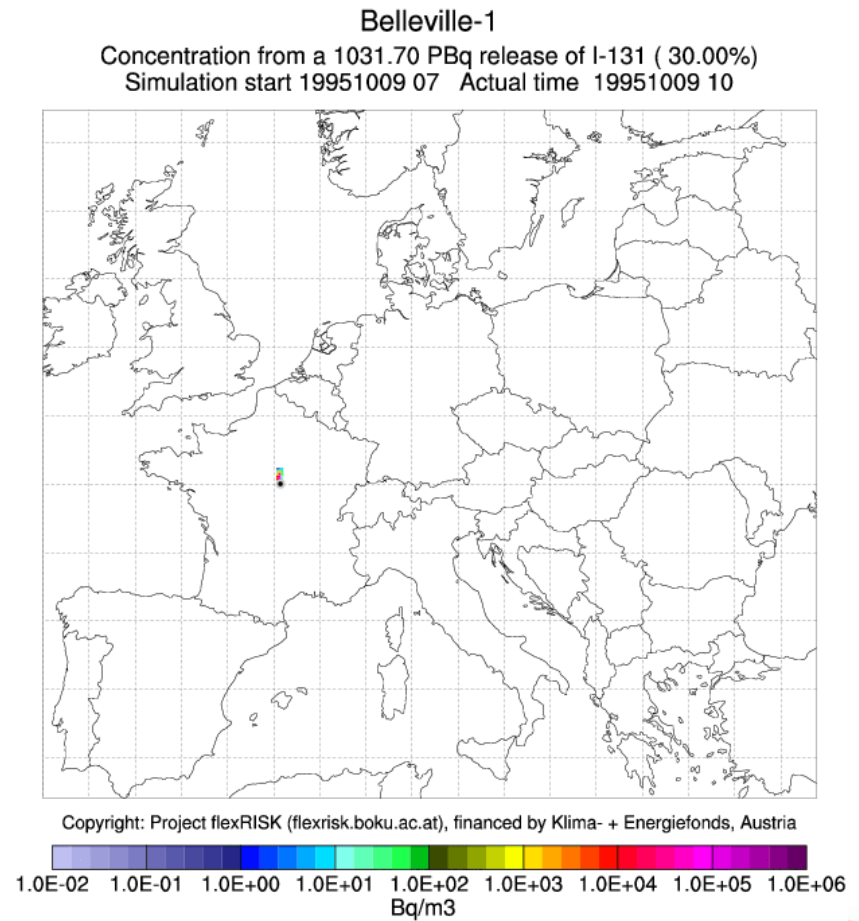 Belleville-1
Concentration from a 1031.70 PBq release of I-131 ( 30.00%)
Simulation start 19951009 07   Actual time  19951009 10
Copyright: Project flexRISK (flexrisk.boku.ac.at), financed by Klima- + Energiefonds, Austria
1.0E-02 1.0E-01 1.0E+00 1.0E+01 1.0E+02 1.0E+03 1.0E+04 1.0E+05 1.0E+06
Bq/m3